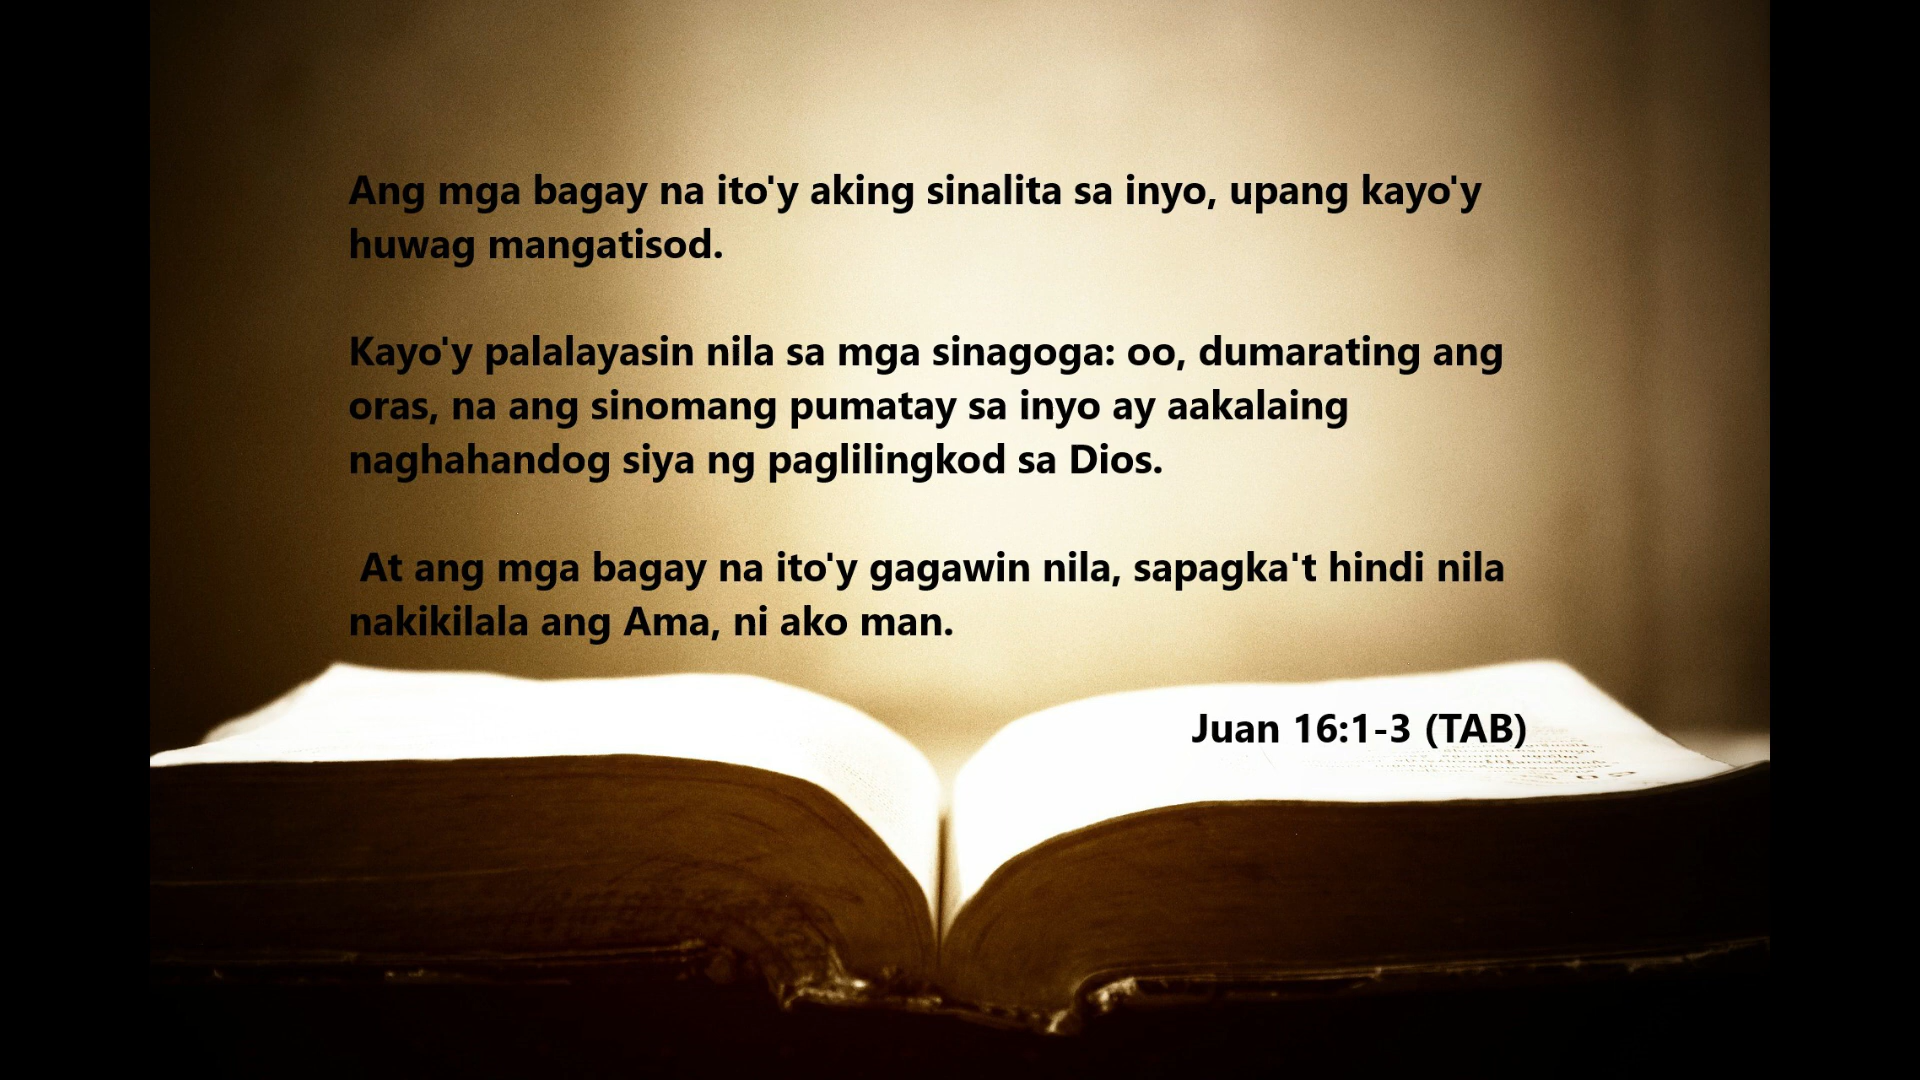 Ang mga bagay na ito'y aking sinalita sa inyo, upang kayo'y
huwag mangatisod.
Kayo'y palalayasin nila sa mga sinagoga: oo, dumarating ang
oras, na ang sinomang pumatay sa inyo ay aakalaing
naghahandog siya ng paglilingkod sa Dios.
At ang mga bagay na ito'y gagawin nila, sapagka't hindi nila
nakikilala ang Ama, ni ako man.
Juan 16:1-3 (TAB)